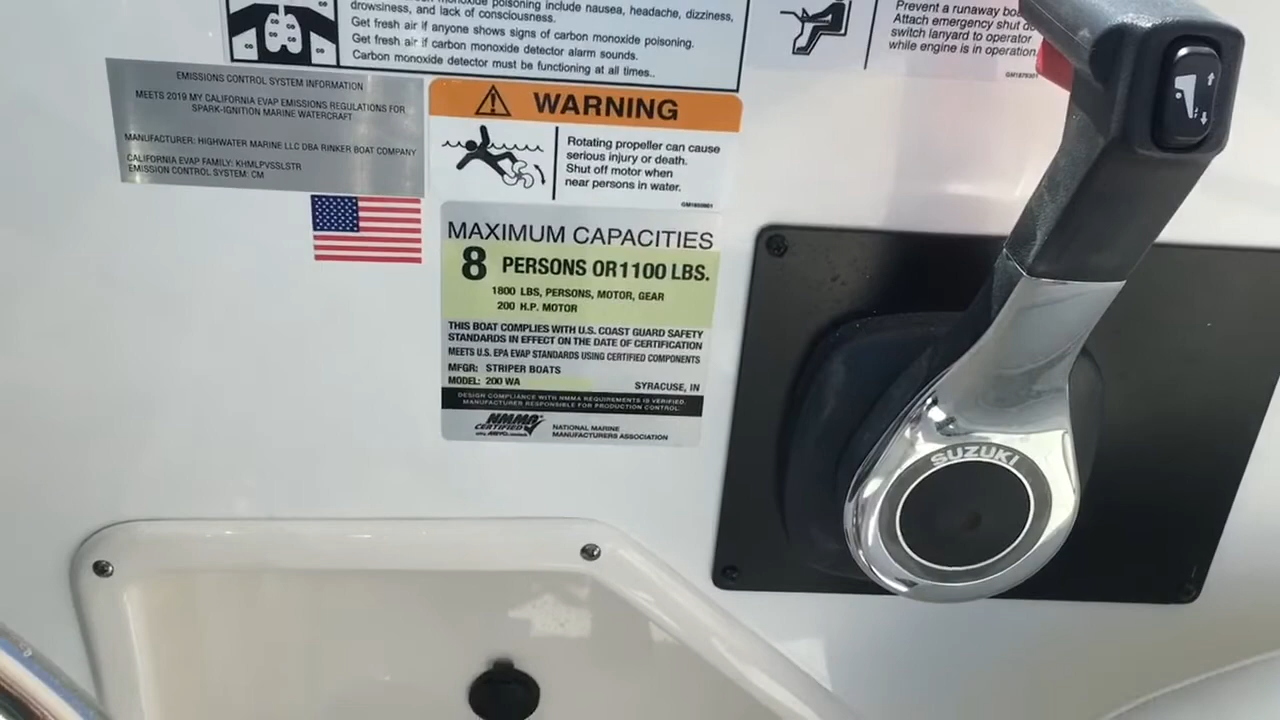 poisoning include nausea, headache, dizziness,
drowsiness, and lack of consciousness.
Get fresh air if anyone shows signs of carbon monoxide poisoning.
Get fresh air if carbon monoxide detector alarm sounds.
Carbon monoxide detector must be functioning at all times..
Prevent a runaway
Attach emergency shut
switch lanyard to operator
while engine is in operation.
EMISSIONS CONTROL SYSTEM INFORMATION
MEETS 2019 MY CALIFORNIA EVAP EMISSIONS REGULATIONS FOR
SPARK-IGNITION MARINE WATERCRAFT
MANUFACTURER: HIGHWATER MARINE LLC DBA RINKER BOAT COMPANY
CALIFORNIA EVAP FAMILY: KHMLPVSSLSTR
EMISSION CONTROL SYSTEM: CM
WARNING
Rotating propeller can cause
serious injury or death.
Shut off motor when
near persons in water.
MAXIMUM CAPACITIES
8 PERSONS OR 1100 LBS.
1800 LBS, PERSONS, MOTOR, GEAR
200 H.P. MOTOR
THIS BOAT COMPLIES WITH U.S. COAST GUARD SAFETY
STANDARDS IN EFFECT ON THE DATE OF CERTIFICATION
MEETS U.S. EPA EVAP STANDARDS USING CERTIFIED COMPONENTS
MFGR: STRIPER BOATS
MODEL: 200 WA SYRACUSE, IN
DESIGN COMPLIANCE WITH NMMA REQUIREMENTS IS VERIFIED.
MANUFACTURER RESPONSIBLE FOR PRODUCTION CONTROL.
NMMA
CERTIFIED
NATIONAL MARINE
MANUFACTURERS ASSOCIATION
SUZUKI